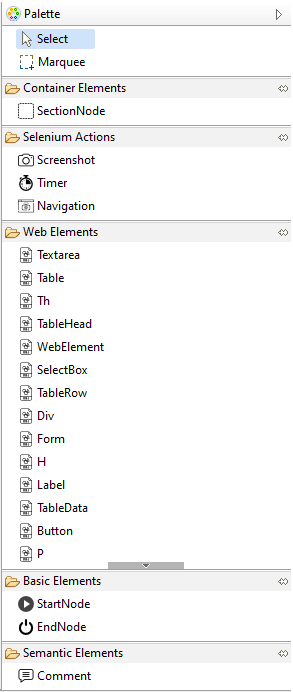 Palette
Select
Marquee
Container Elements
SectionNode
Selenium Actions
Screenshot
Timer
Navigation
Web Elements
Textarea
Table
Th
TableHead
WebElement
SelectBox
TableRow
Div
Form
H
Label
TableData
Button
P
Basic Elements
StartNode
EndNode
Semantic Elements
Comment